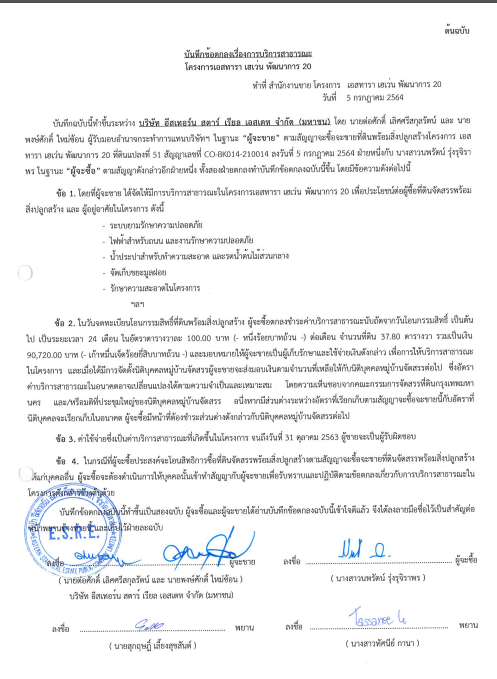 ต้นฉบับ
บันทึกข้อตกลงเรื่องการบริการสาธารณะ
โครงการเอสทารา เฮเว่น พัฒนาการ 20
ทำที่ สำนักงานขาย โครงการ เอสทารา เฮเว่น พัฒนาการ 20
วันที่ 5 กรกฎาคม 2564
บันทึกฉบับนี้ทำขึ้นระหว่าง บริษัท อีสเทอร์น สตาร์ เรียล เอสเตท จำกัด (มหาชน) โดย นายต่อศักดิ์ เลิศศรีสกุลรัตน์ และ นาย
พงษ์ศักดิ์ ใหม่ซ้อน ผู้รับมอบอำนาจกระทำการแทนบริษัทฯ ในฐานะ "ผู้จะขาย" ตามสัญญาจะซื้อจะขายที่ดินพร้อมสิ่งปลูกสร้างโครงการ เอส
ทารา เฮเว่น พัฒนาการ 20 ที่ดินแปลงที่ 51 สัญญาเลขที่ CO-BK014-210014 ลงวันที่ 5 กรกฎาคม 2564 ฝ่ายหนึ่งกับ นางสาวนพรัตน์ รุ่งรุจิรา
พร ในฐานะ "ผู้จะซื้อ" ตามสัญญาดังกล่าวอีกฝ่ายหนึ่ง ทั้งสองฝ่ายตกลงทำบันทึกข้อตกลงฉบับนี้ขึ้น โดยมีข้อความดังต่อไปนี้
ข้อ 1. โดยที่ผู้จะขาย ได้จัดให้มีการบริการสาธารณะในโครงการเอสทารา เฮเว่น พัฒนาการ 20 เพื่อประโยชน์ต่อผู้ซื้อที่ดินจัดสรรพร้อม
สิ่งปลูกสร้าง และ ผู้อยู่อาศัยในโครงการ ดังนี้
- ระบบยามรักษาความปลอดภัย
- ไฟฟ้าสำหรับถนน และงานรักษาความปลอดภัย
- น้ำประปาสำหรับทำความสะอาด และรดน้ำต้นไม้ส่วนกลาง
- จัดเก็บขยะมูลฝอย
- รักษาความสะอาดในโครงการ
ฯลฯ
ข้อ 2. ในวันจดทะเบียนโอนกรรมสิทธิ์ที่ดินพร้อมสิ่งปลูกสร้าง ผู้จะซื้อตกลงชำระค่าบริการสาธารณะนับถัดจากวันโอนกรรมสิทธิ์ เป็นต้น
ไป เป็นระยะเวลา 24 เดือน ในอัตราตารางวาละ 100.00 บาท (- หนึ่งร้อยบาทถ้วน -) ต่อเดือน จำนวนที่ดิน 37.80 ตารางวา รวมเป็นเงิน
90,720.00 บาท (- เก้าหมื่นเจ็ดร้อยยี่สิบบาทถ้วน -) และมอบหมายให้ผู้จะขายเป็นผู้เก็บรักษาและใช้จ่ายเงินดังกล่าว เพื่อการให้บริการสาธารณะ
ในโครงการ และเมื่อได้มีการจัดตั้งนิติบุคคลหมู่บ้านจัดสรรผู้จะขายจะส่งมอบเงินตามจำนวนที่เหลือให้กับนิติบุคคลหมู่บ้านจัดสรรต่อไป ซึ่งอัตรา
ค่าบริการสาธารณะในอนาคตอาจเปลี่ยนแปลงได้ตามความจำเป็นและเหมาะสม โดยความเห็นชอบจากคณะกรรมการจัดสรรที่ดินกรุงเทพมหา
นคร และ/หรือมติที่ประชุมใหญ่ของนิติบุคคลหมู่บ้านจัดสรร อนึ่งหากมีส่วนต่างระหว่างอัตราที่เรียกเก็บตามสัญญาจะซื้อจะขายนี้กับอัตราที่
นิติบุคคลจะเรียกเก็บในอนาคต ผู้จะซื้อมีหน้าที่ต้องชำระส่วนต่างดังกล่าวกับนิติบุคคลหมู่บ้านจัดสรรต่อไป
ข้อ 3. ค่าใช้จ่ายซึ่งเป็นค่าบริการสาธารณะที่เกิดขึ้นในโครงการ จนถึงวันที่ 31 ตุลาคม 2563 ผู้ขายจะเป็นผู้รับผิดชอบ
ข้อ 4. ในกรณีที่ผู้จะซื้อประสงค์จะโอนสิทธิการซื้อที่ดินจัดสรรพร้อมสิ่งปลูกสร้างตามสัญญาจะซื้อจะขายที่ดินจัดสรรพร้อมสิ่งปลูกสร้าง
ให้แก่บุคคลอื่น ผู้จะซื้อจะต้องดำเนินการให้บุคคลนั้นเข้าทำสัญญากับผู้จะขายเพื่อรับทราบและปฏิบัติตามข้อตกลงเกี่ยวกับการบริการสาธารณะใน
โครงการดังกล่าวข้างต้นด้วย
บันทึกข้อตกลงฉบับนี้ทำขึ้นเป็นสองฉบับ ผู้จะซื้อและผู้จะขายได้อ่านบันทึกข้อตกลงฉบับนี้เข้าใจดีแล้ว จึงได้ลงลายมือชื่อไว้เป็นสำคัญต่อ
หน้าพยานข้างท้ายนี้และเก็บไว้ฝ่ายละฉบับ
E.S.R.E.
ลงชื่อ ผู้จะขาย ลงชื่อ ผู้จะซื้อ
( นายต่อศักดิ์ เลิศศรีสกุลรัตน์ และ นายพงษ์ศักดิ์ ใหม่ซ้อน ) ( นางสาวนพรัตน์ รุ่งรุจิราพร )
บริษัท อีสเทอร์น สตาร์ เรียล เอสเตท จำกัด (มหาชน)
ลงชื่อ พยาน ลงชื่อ พยาน
( นายสุกฤษฎิ์ เลี้ยงสุขสันต์ ) ( นางสาวทัศนีย์ กานา )